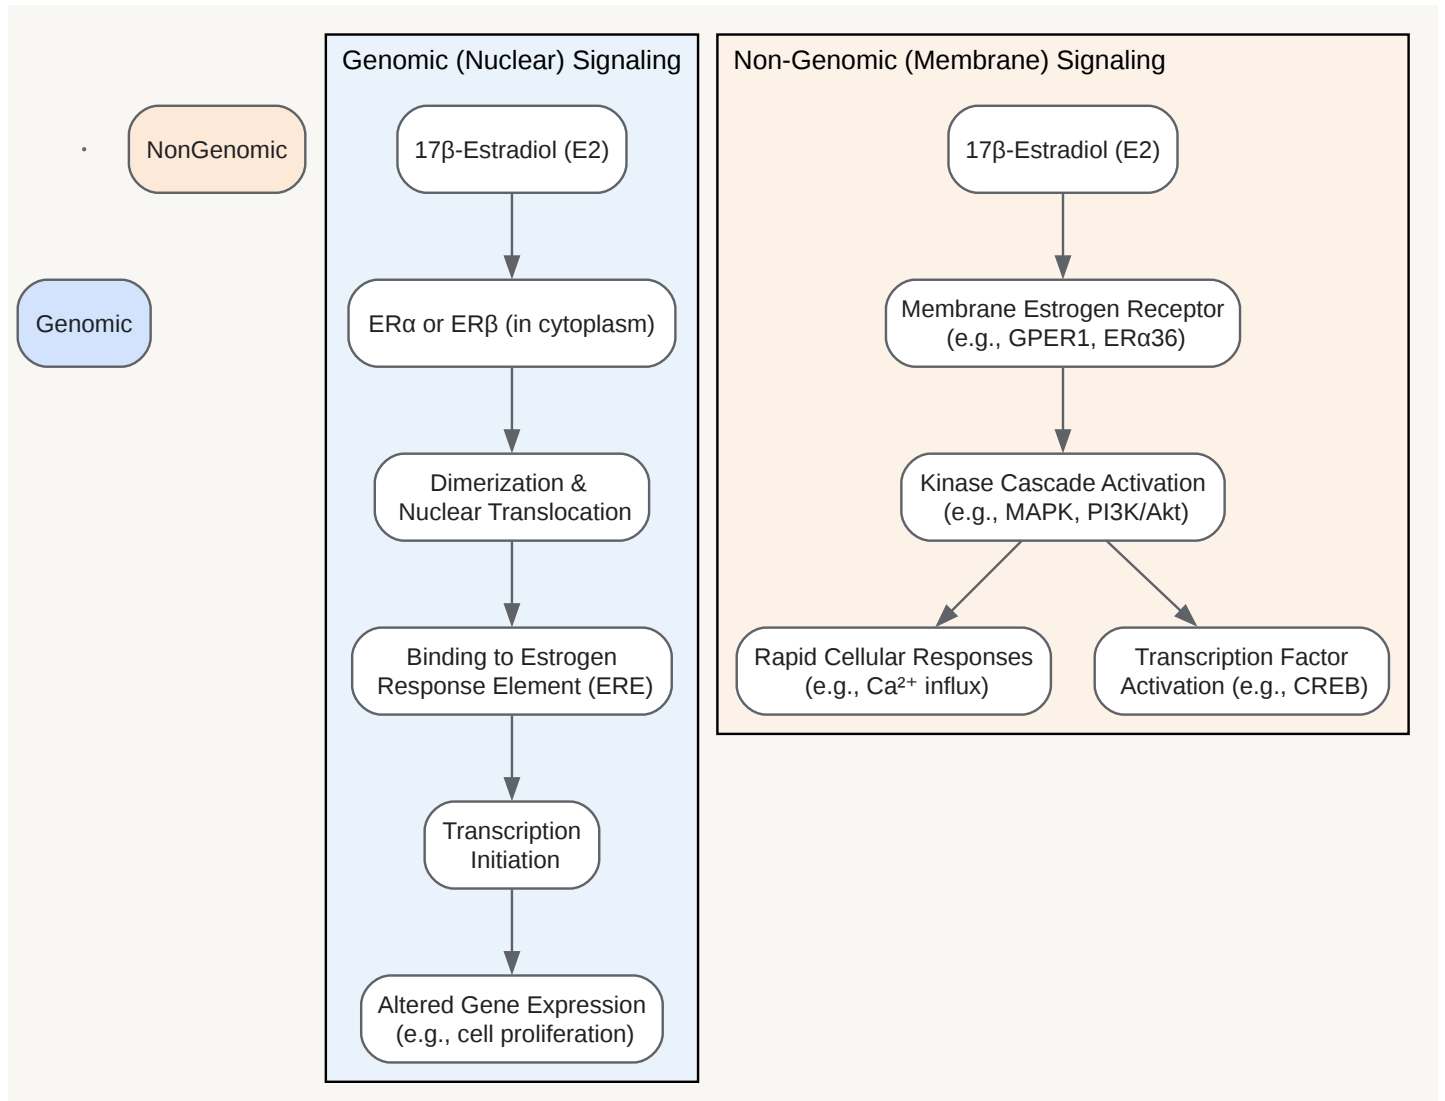 Genomic (Nuclear) Signaling
Non-Genomic (Membrane) Signaling
NonGenomic
Genomic
17β-Estradiol (E2)
ERα or ERβ (in cytoplasm)
Dimerization &
Nuclear Translocation
Binding to Estrogen
Response Element (ERE)
Transcription
Initiation
Altered Gene Expression
(e.g., cell proliferation)
17β-Estradiol (E2)
Membrane Estrogen Receptor
(e.g., GPER1, ERα36)
Kinase Cascade Activation
(e.g., MAPK, PI3K/Akt)
Rapid Cellular Responses
(e.g., Ca²⁺ influx)
Transcription Factor
Activation (e.g., CREB)